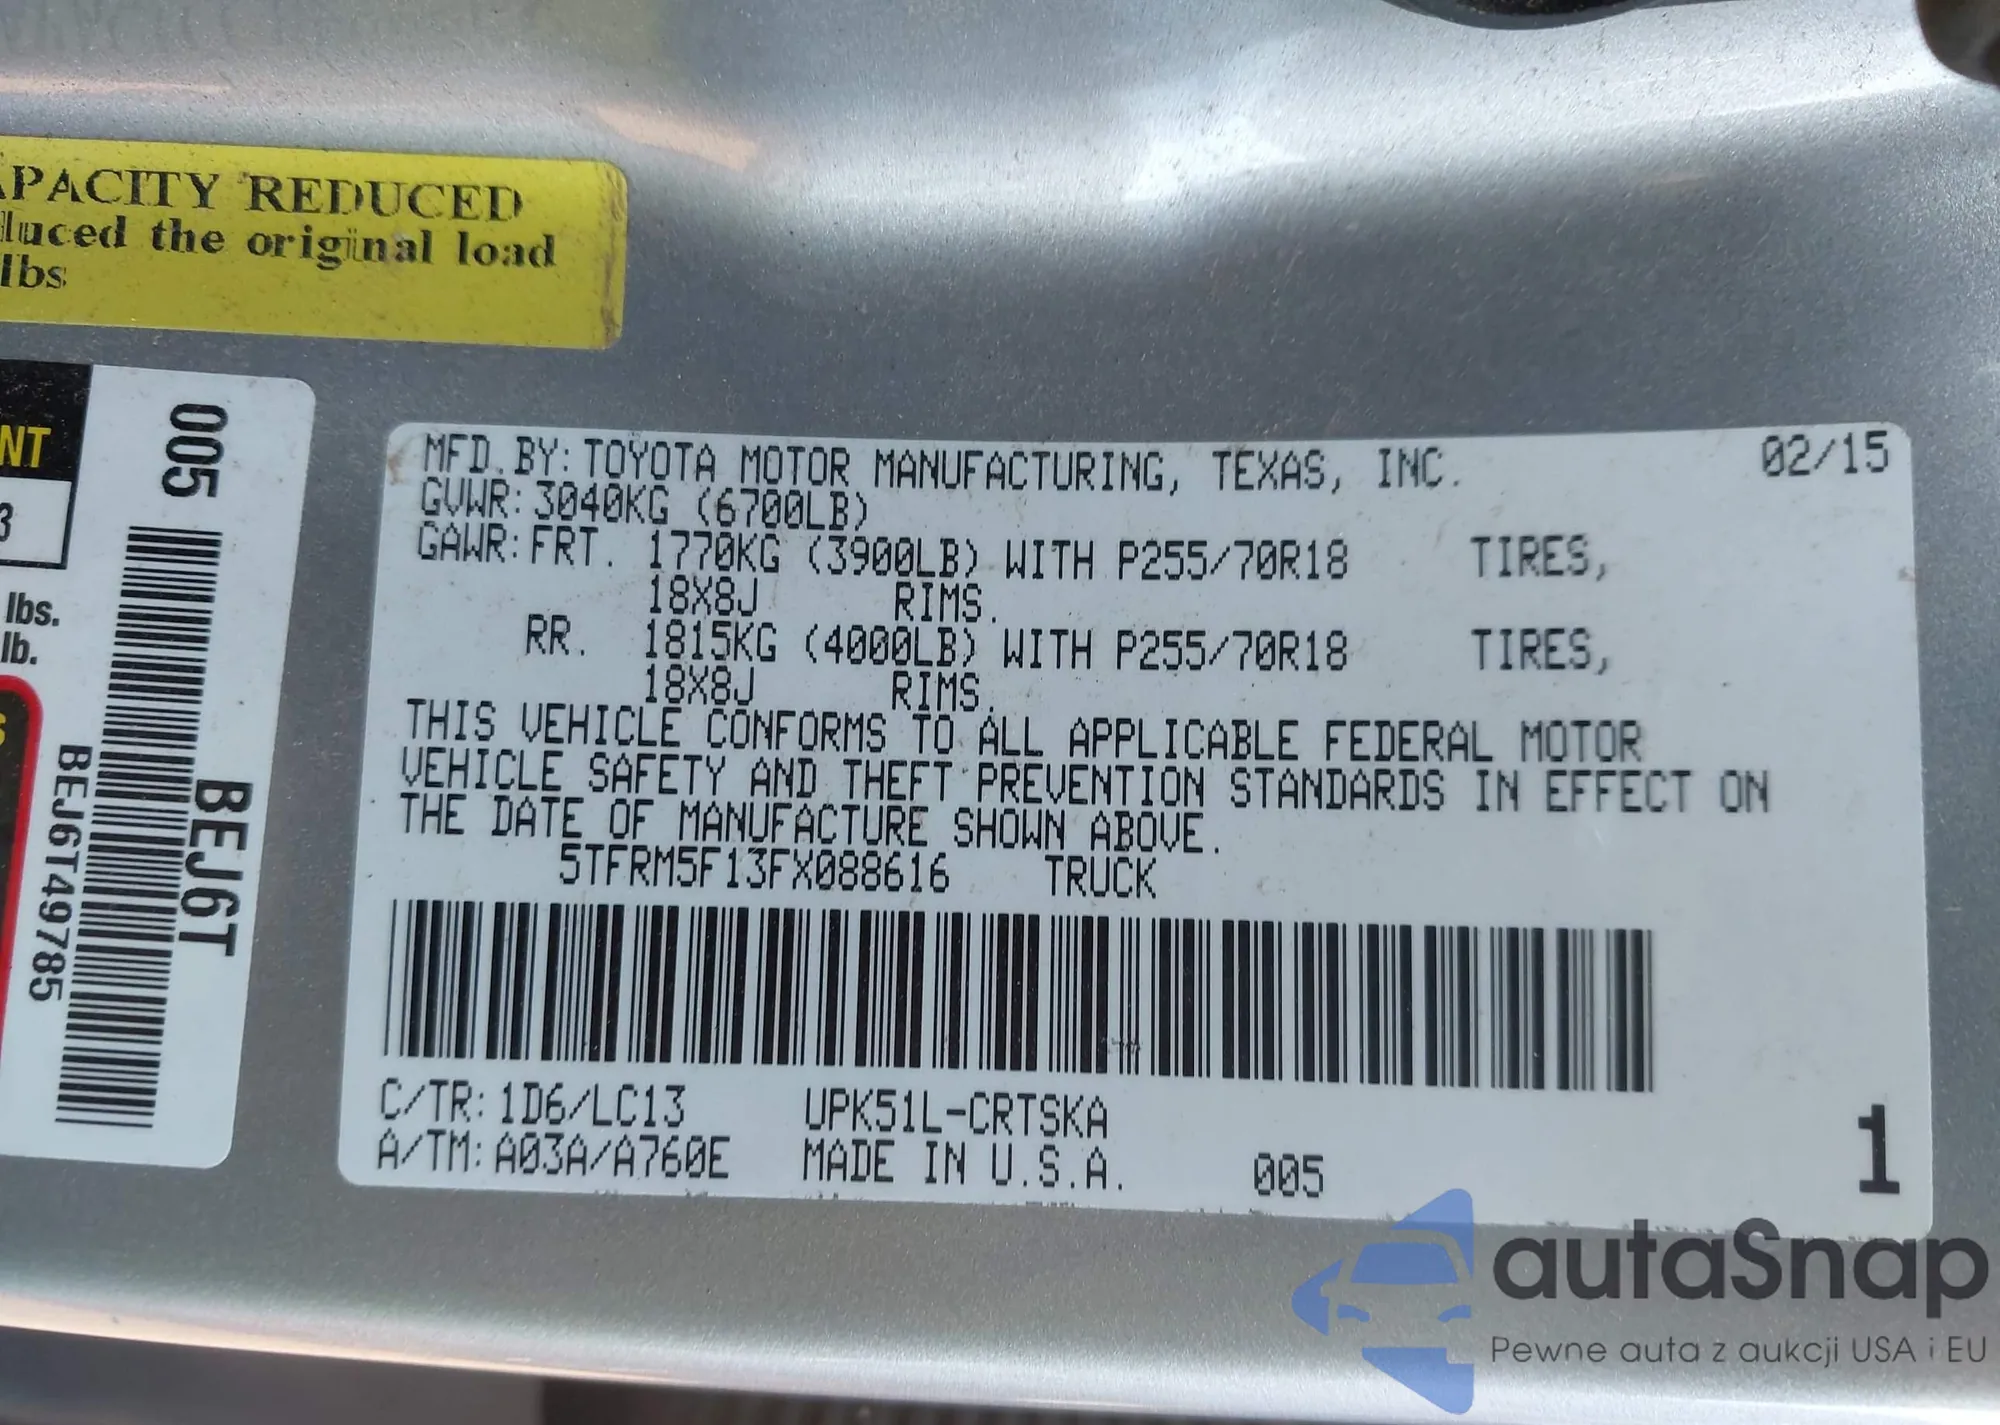 APACITY REDUCED
duced the original load
lbs
NT
3
lbs.
lb.
S
005
BEJ6T
BEJ6T49785
MFD.BY: TOYOTA MOTOR MANUFACTURING, TEXAS, INC. 02/15
GVWR: 3040KG (6700LB)
GAWR: FRT. 1770KG (3900LB) WITH P255/70R18 TIRES,
18X8J RIMS.
RR. 1815KG (4000LB) WITH P255/70R18 TIRES,
18X8J RIMS.
THIS VEHICLE CONFORMS TO ALL APPLICABLE FEDERAL MOTOR
VEHICLE SAFETY AND THEFT PREVENTION STANDARDS IN EFFECT ON
THE DATE OF MANUFACTURE SHOWN ABOVE.
5TFRM5F13FX088616 TRUCK
C/TR: 1D6/LC13 UPK51L-CRTSKA
A/TM: A03A/A760E MADE IN U.S.A. 005
1
autaSnap
Pewne auta z aukcji USA i EU